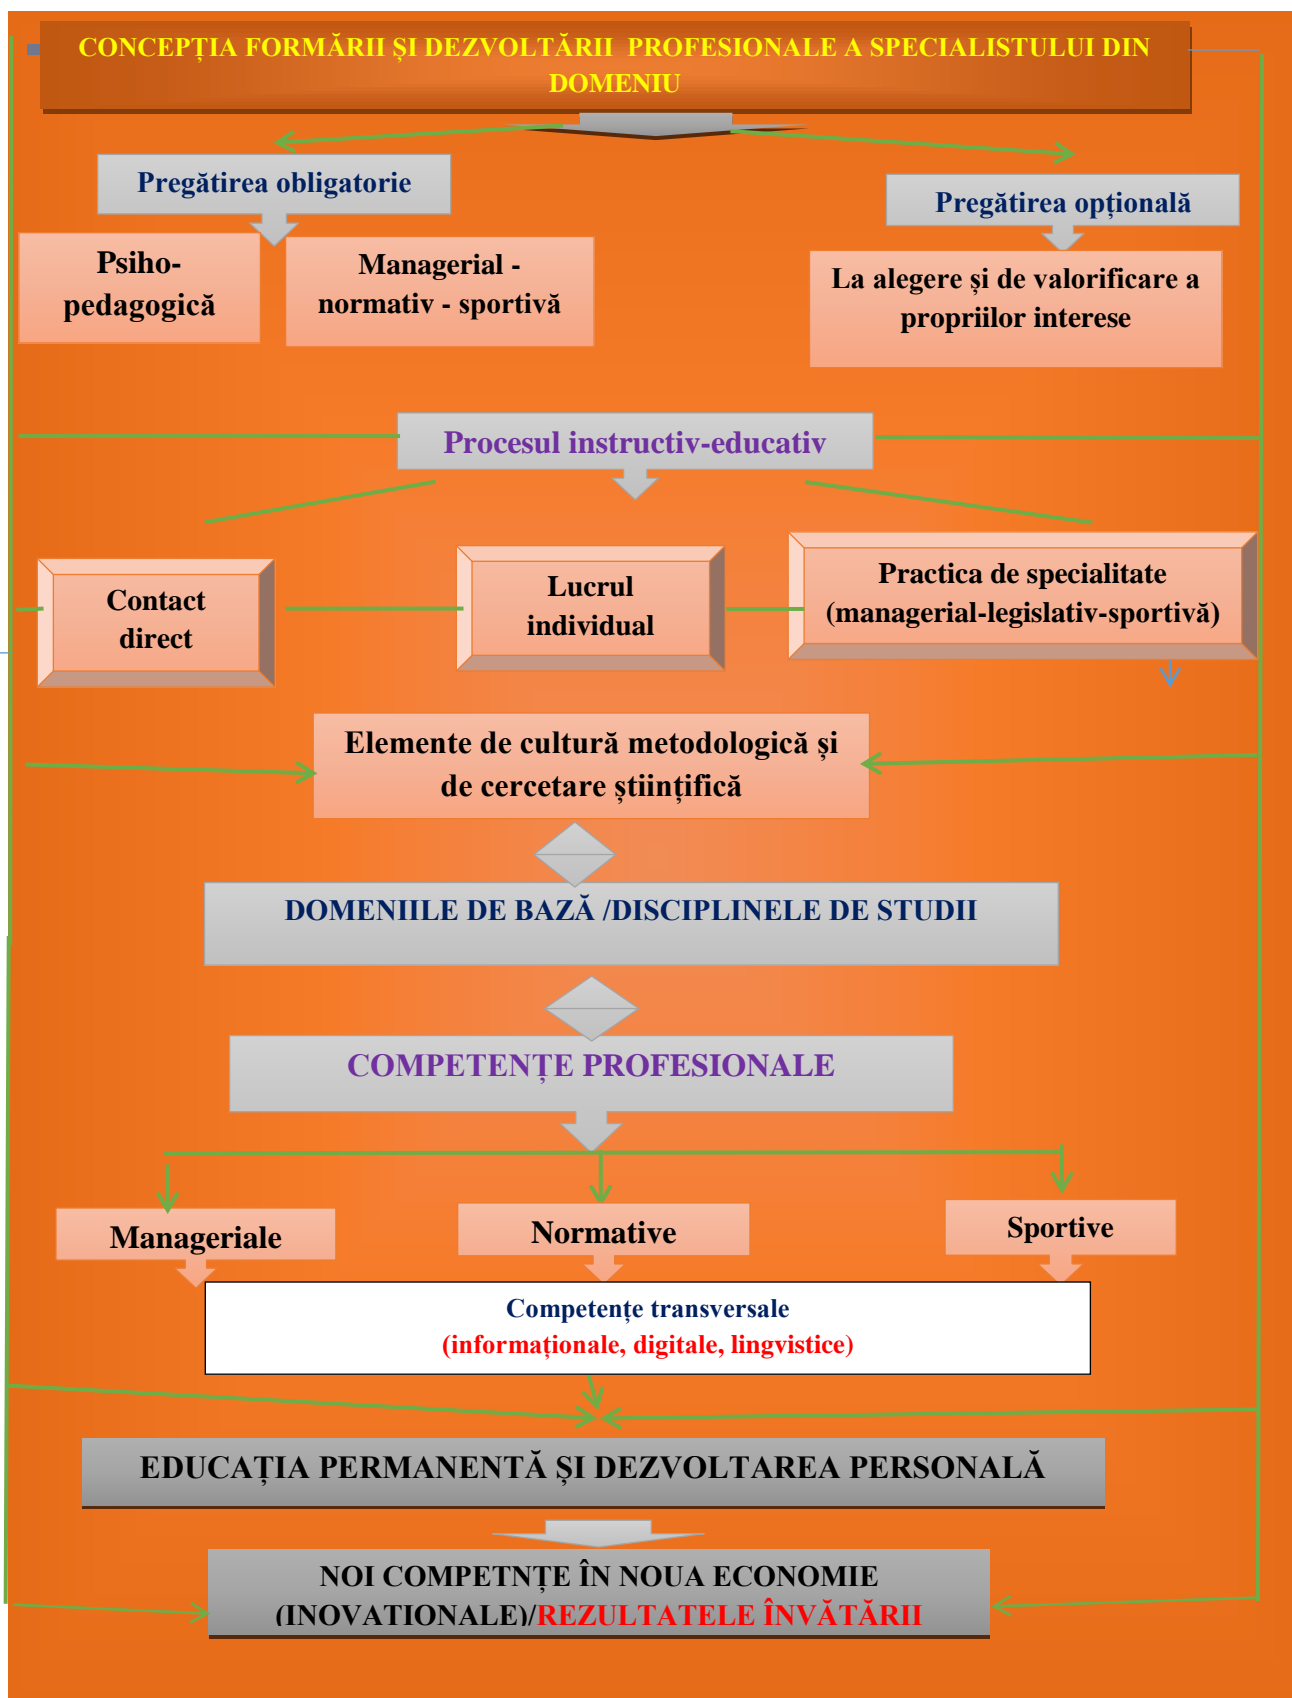 CONCEPȚIA FORMĂRII ȘI DEZVOLTĂRII PROFESIONALE A SPECIALISTULUI DIN
DOMENIU
Pregătirea obligatorie
Pregătirea opțională
Psiho-
pedagogică
Managerial -
normativ - sportivă
La alegere și de valorificare a
propriilor interese
Procesul instructiv-educativ
Contact
direct
Lucrul
individual
Practica de specialitate
(managerial-legislativ-sportivă)
Elemente de cultură metodologică și
de cercetare științifică
DOMENIILE DE BAZĂ /DISCIPLINELE DE STUDII
COMPETENȚE PROFESIONALE
Manageriale
Normative
Sportive
Competențe transversale
(informaționale, digitale, lingvistice)
EDUCAȚIA PERMANENTĂ ȘI DEZVOLTAREA PERSONALĂ
NOI COMPETNȚE ÎN NOUA ECONOMIE
(INOVATIONALE)/REZULTATELE ÎNVĂTĂRII